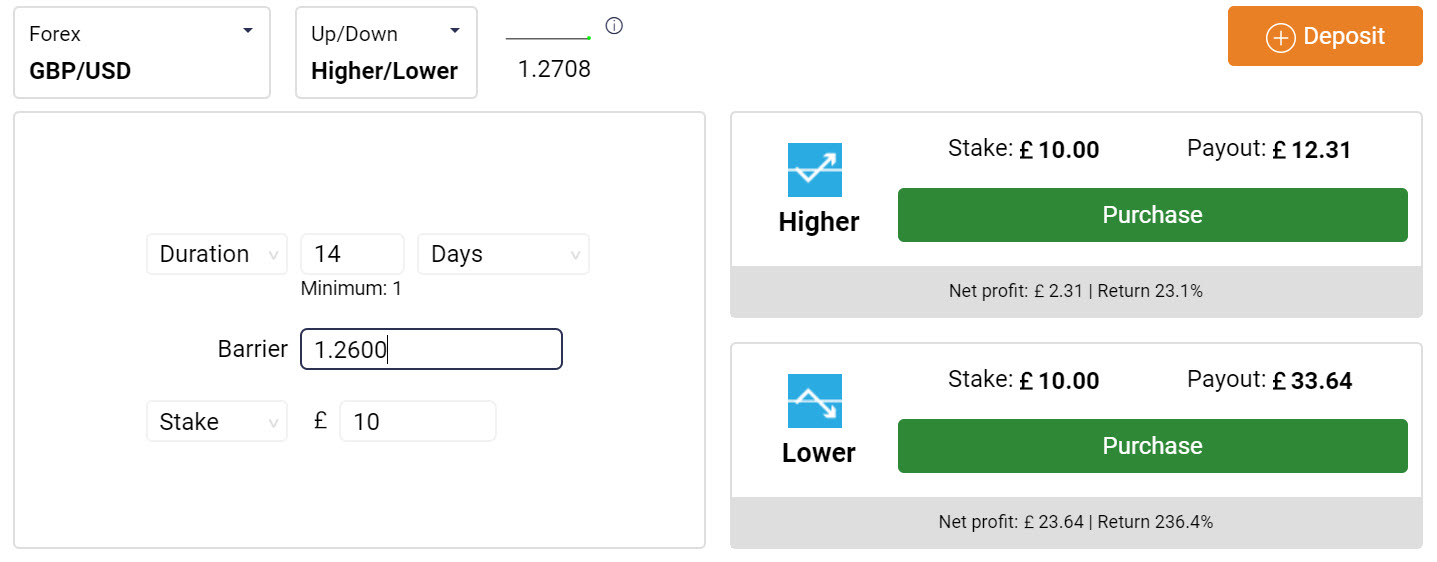 Forex
GBP/USD
Up/Down
Higher/Lower
1.2708
Deposit
Duration 14 Days
Minimum: 1
Barrier 1.2600
Stake £ 10
Higher
Stake: £ 10.00 Payout: £ 12.31
Purchase
Net profit: £ 2.31 | Return 23.1%
Lower
Stake: £ 10.00 Payout: £ 33.64
Purchase
Net profit: £ 23.64 | Return 236.4%